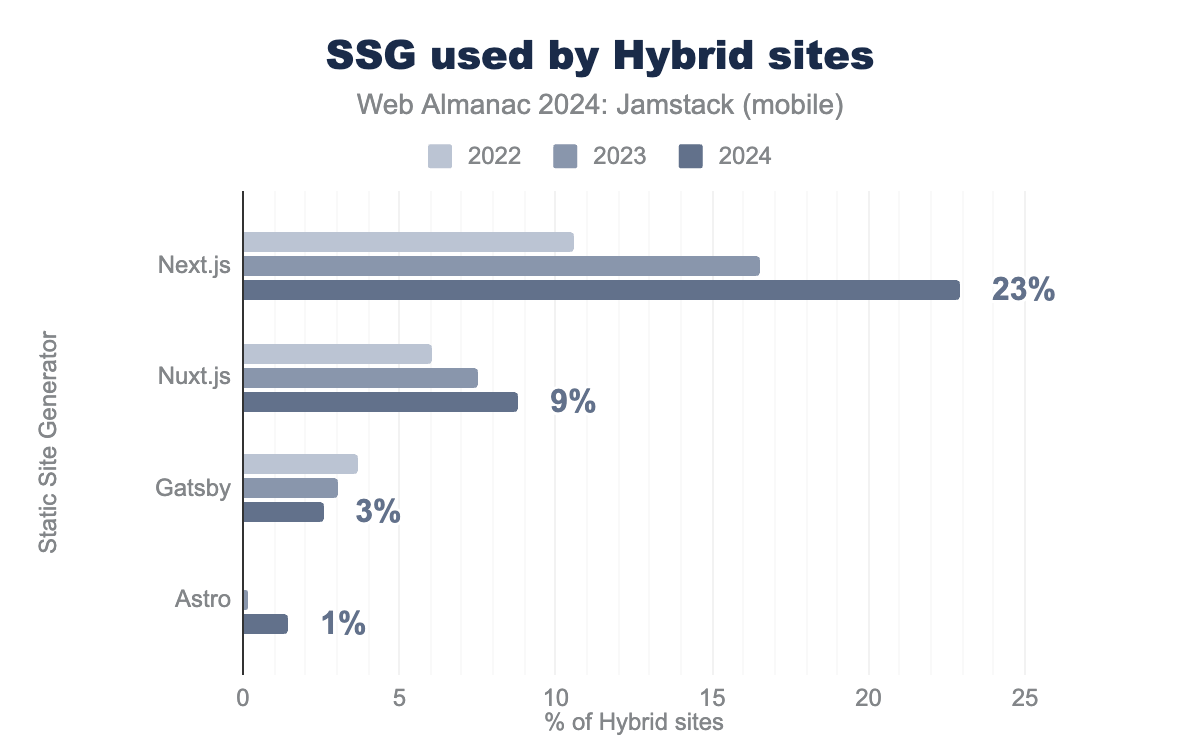 SSG used by Hybrid sites
Web Almanac 2024: Jamstack (mobile)
2022 2023 2024
Static Site Generator
Next.js
23%
Nuxt.js
9%
Gatsby
3%
Astro
1%
0 5 10 15 20 25
% of Hybrid sites